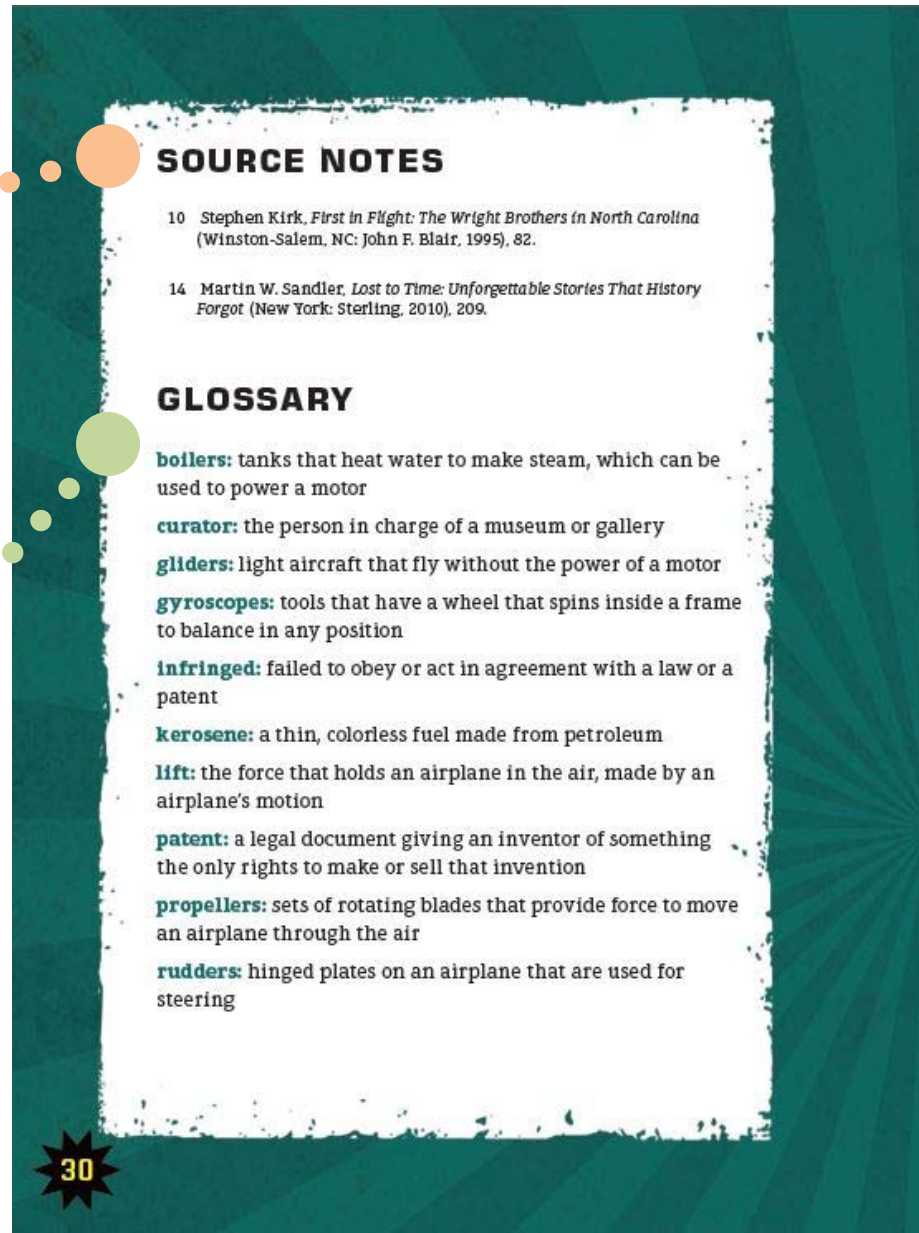 SOURCE NOTES
10 Stephen Kirk, First in Flight: The Wright Brothers in North Carolina
(Winston-Salem, NC: John F. Blair, 1995), 82.
14 Martin W. Sandler, Lost to Time: Unforgettable Stories That History
Forgot (New York: Sterling, 2010), 209.
GLOSSARY
boilers: tanks that heat water to make steam, which can be
used to power a motor
curator: the person in charge of a museum or gallery
gliders: light aircraft that fly without the power of a motor
gyroscopes: tools that have a wheel that spins inside a frame
to balance in any position
infringed: failed to obey or act in agreement with a law or a
patent
kerosene: a thin, colorless fuel made from petroleum
lift: the force that holds an airplane in the air, made by an
airplane's motion
patent: a legal document giving an inventor of something
the only rights to make or sell that invention
propellers: sets of rotating blades that provide force to move
an airplane through the air
rudders: hinged plates on an airplane that are used for
steering
30